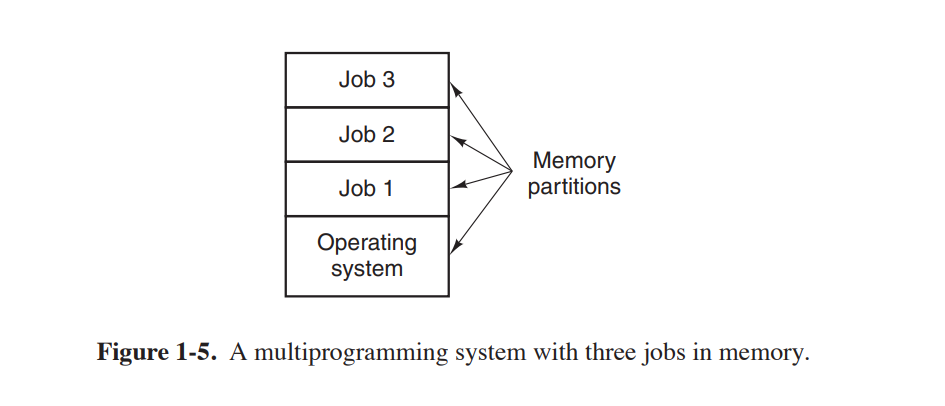 Job 3
Job 2
Job 1
Operating
system
Memory
partitions
Figure 1-5. A multiprogramming system with three jobs in memory.